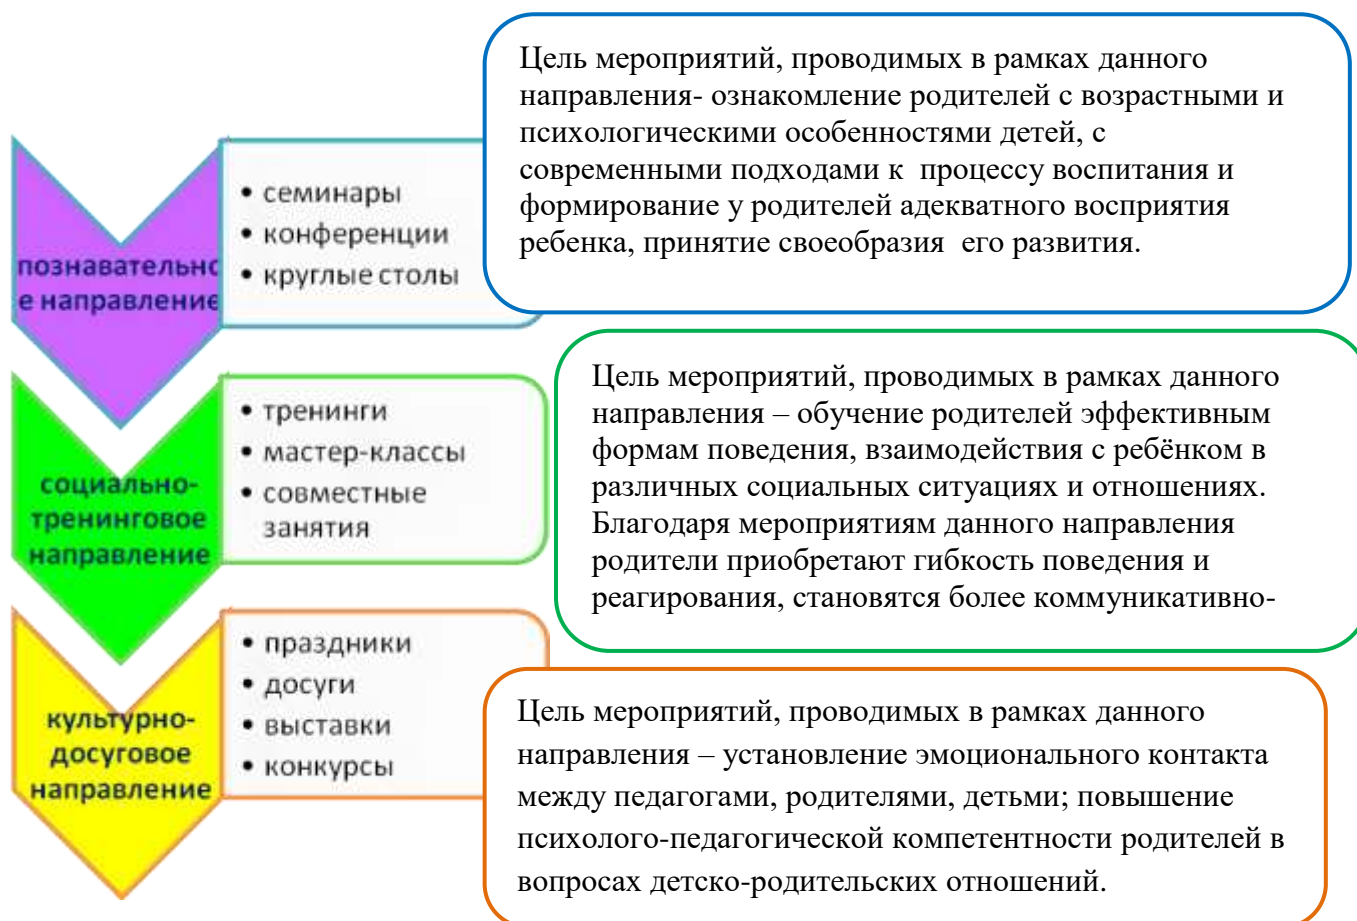 познавательно
е направление
• семинары
• конференции
• круглые столы
Цель мероприятий, проводимых в рамках данного
направления- ознакомление родителей с возрастными и
психологическими особенностями детей, с
современными подходами к процессу воспитания и
формирование у родителей адекватного восприятия
ребенка, принятие своеобразия его развития.
социально-
тренинговое
направление
• тренинги
• мастер-классы
• совместные
занятия
Цель мероприятий, проводимых в рамках данного
направления – обучение родителей эффективным
формам поведения, взаимодействия с ребёнком в
различных социальных ситуациях и отношениях.
Благодаря мероприятиям данного направления
родители приобретают гибкость поведения и
реагирования, становятся более коммуникативно-
культурно-
досуговое
направление
• праздники
• досуги
• выставки
• конкурсы
Цель мероприятий, проводимых в рамках данного
направления – установление эмоционального контакта
между педагогами, родителями, детьми; повышение
психолого-педагогической компетентности родителей в
вопросах детско-родительских отношений.